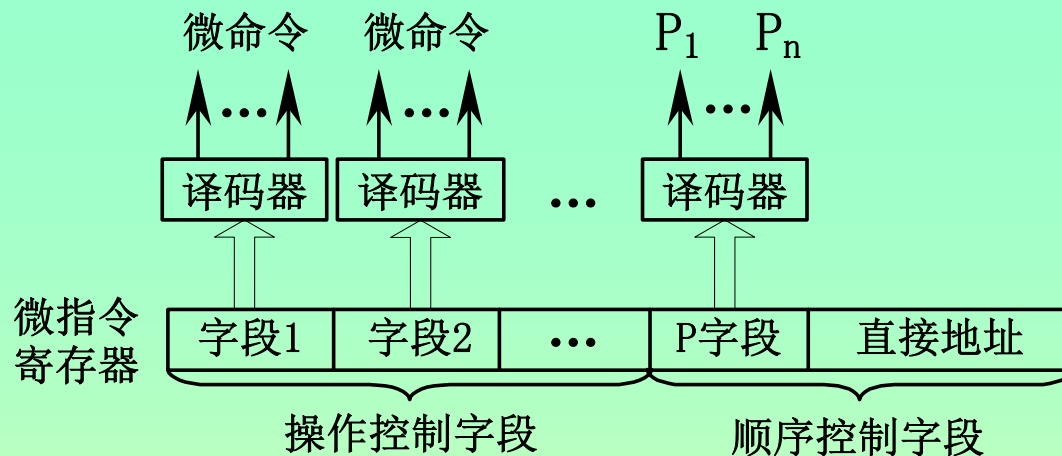 微命令 微命令 P₁ Pₙ
... ... ...
译码器 译码器 ... 译码器
微指令
寄存器
字段1 字段2 ... P字段 直接地址
操作控制字段 顺序控制字段